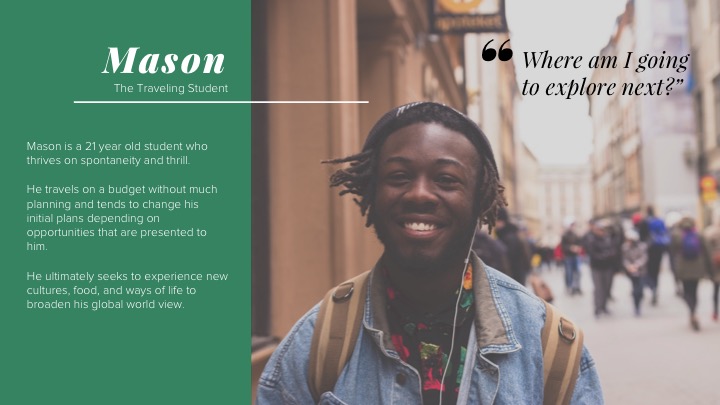 Mason
The Traveling Student
Mason is a 21 year old student who
thrives on spontaneity and thrill.
He travels on a budget without much
planning and tends to change his
initial plans depending on
opportunities that are presented to
him.
He ultimately seeks to experience new
cultures, food, and ways of life to
broaden his global world view.
“Where am I going
to explore next?”
apoteket